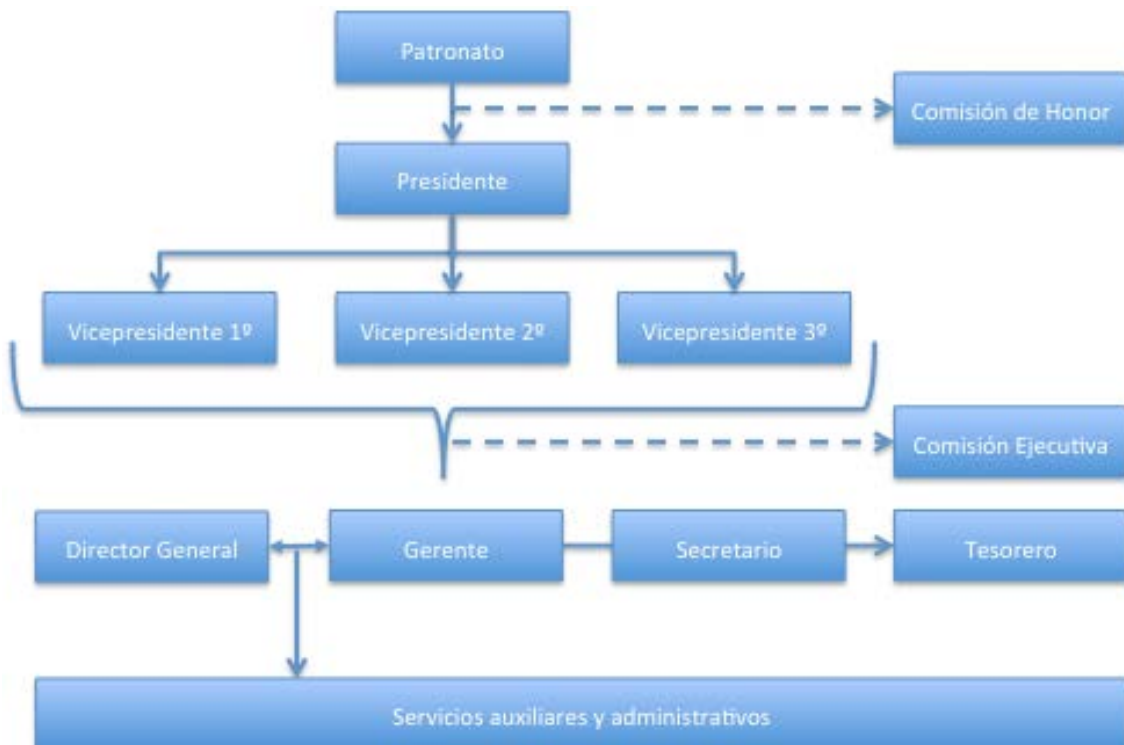 Patronato
Comisión de Honor
Presidente
Vicepresidente 1º
Vicepresidente 2º
Vicepresidente 3º
Comisión Ejecutiva
Director General
Gerente
Secretario
Tesorero
Servicios auxiliares y administrativos